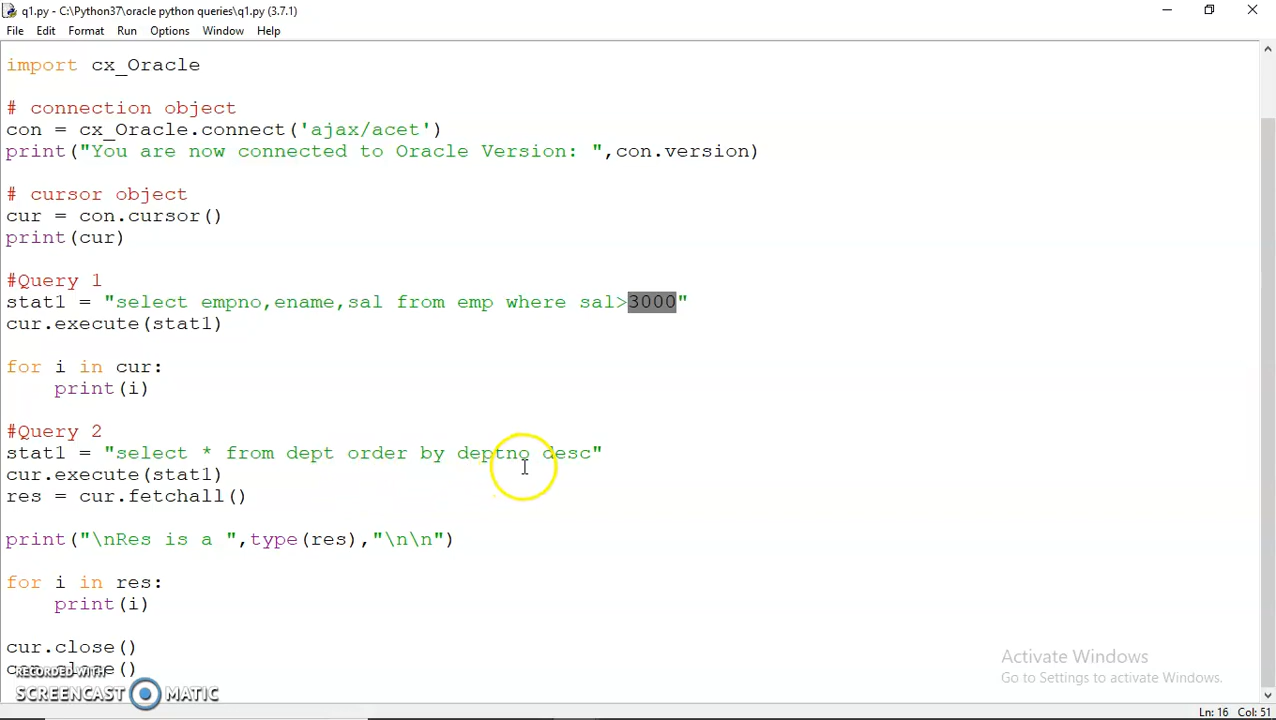 q1.py - C:\Python37\oracle python queries\q1.py (3.7.1)
File Edit Format Run Options Window Help
import cx_Oracle
# connection object
con = cx_Oracle.connect('ajax/acet')
print("You are now connected to Oracle Version: ",con.version)
# cursor object
cur = con.cursor()
print(cur)
#Query 1
stat1 = "select empno,ename,sal from emp where sal>3000"
cur.execute(stat1)
for i in cur:
    print(i)
#Query 2
stat1 = "select * from dept order by deptno desc"
cur.execute(stat1)
res = cur.fetchall()
print("\nRes is a ",type(res),"\n\n")
for i in res:
    print(i)
cur.close()
con.close()
RECORDED WITH
SCREENCAST MATIC
Activate Windows
Go to Settings to activate Windows.
Ln: 16 Col: 51